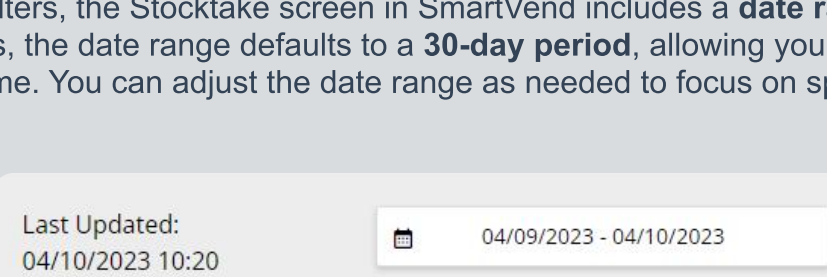 the Stocktake screen in SmartVend includes a date
the date range defaults to a 30-day period, allowing you
You can adjust the date range as needed to focus on
Last Updated:
04/10/2023 10:20
04/09/2023 - 04/10/2023